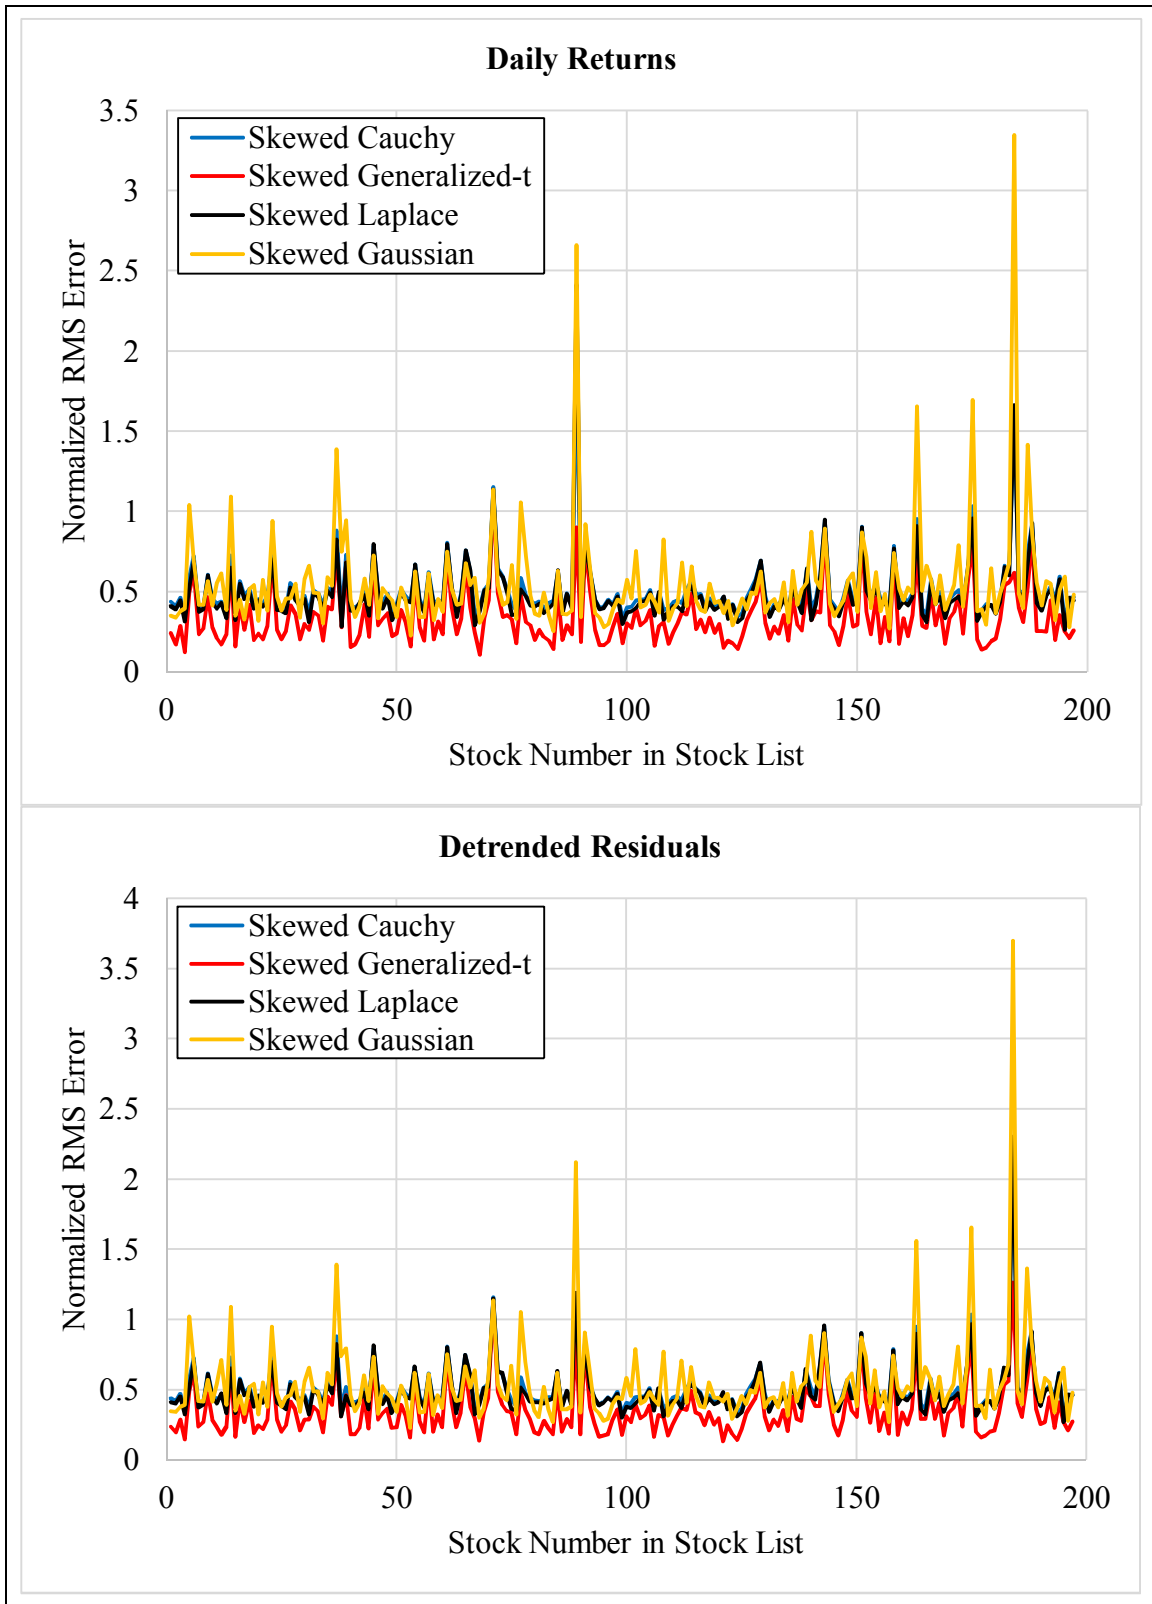 Daily Returns
3.5
3
2.5
2
1.5
1
0.5
0
Normalized RMS Error
Skewed Cauchy
Skewed Generalized-t
Skewed Laplace
Skewed Gaussian
0 50 100 150 200
Stock Number in Stock List
Detrended Residuals
4
3.5
3
2.5
2
1.5
1
0.5
0
Normalized RMS Error
Skewed Cauchy
Skewed Generalized-t
Skewed Laplace
Skewed Gaussian
0 50 100 150 200
Stock Number in Stock List